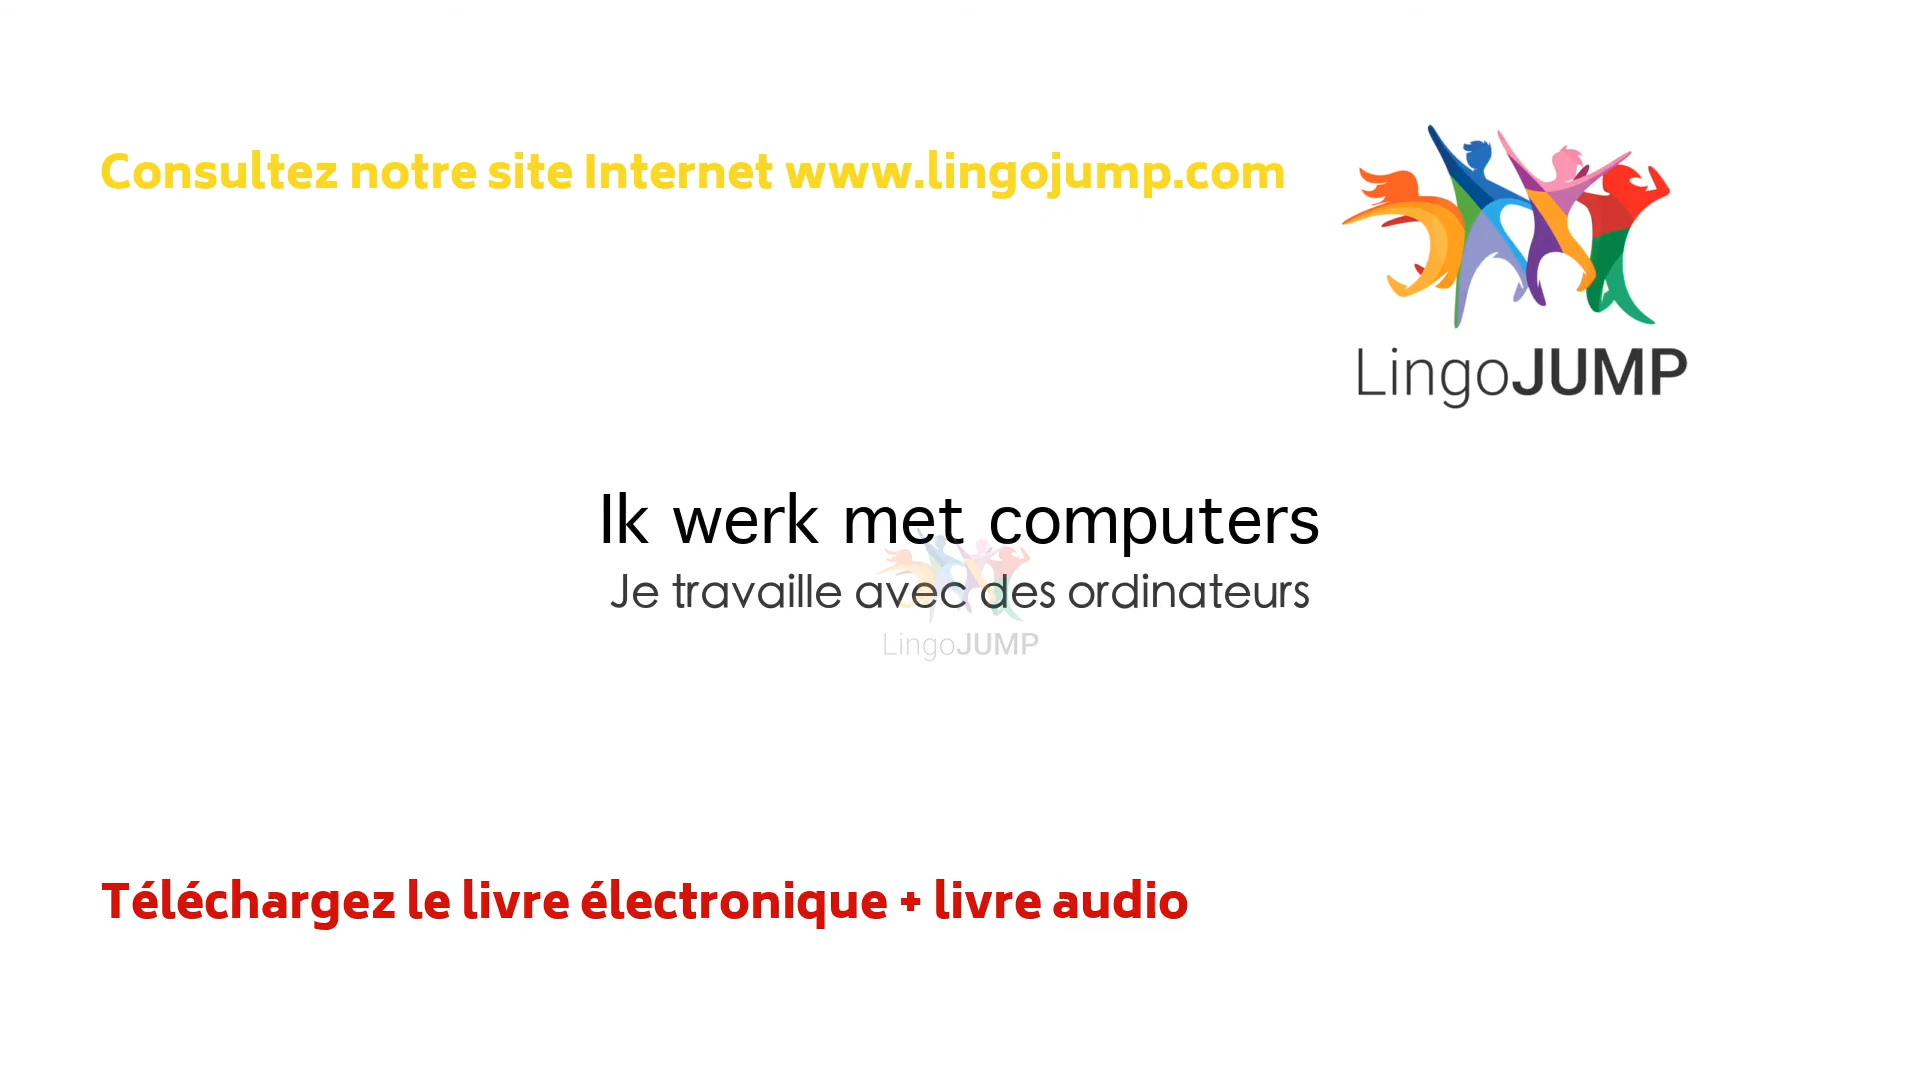 Consultez notre site Internet www.lingojump.com
LingoJUMP
Ik werk met computers
Je travaille avec des ordinateurs
LingoJUMP
Téléchargez le livre électronique + livre audio